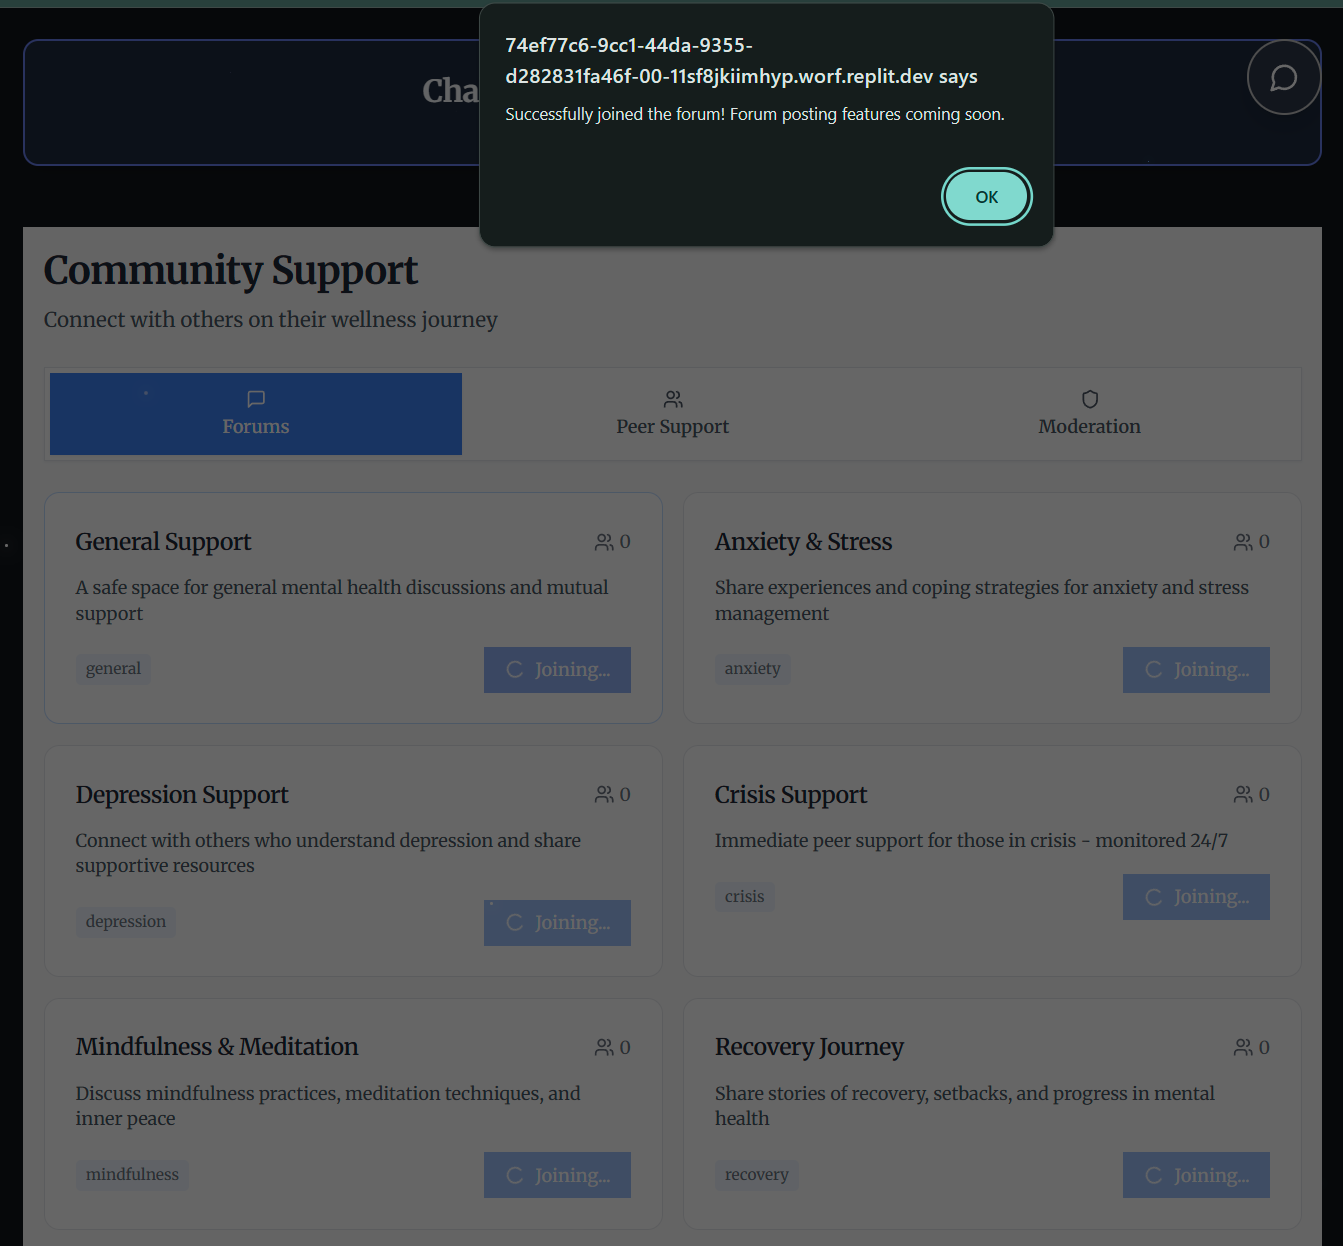 74ef77c6-9cc1-44da-9355-
d282831fa46f-00-11sf8jkiimhyp.worf.replit.dev says
Successfully joined the forum! Forum posting features coming soon.
OK
Community Support
Connect with others on their wellness journey
Forums
Peer Support
Moderation
General Support
0
A safe space for general mental health discussions and mutual
support
general
Joining...
Anxiety & Stress
0
Share experiences and coping strategies for anxiety and stress
management
anxiety
Joining...
Depression Support
0
Connect with others who understand depression and share
supportive resources
depression
Joining...
Crisis Support
0
Immediate peer support for those in crisis - monitored 24/7
crisis
Joining...
Mindfulness & Meditation
0
Discuss mindfulness practices, meditation techniques, and
inner peace
mindfulness
Joining...
Recovery Journey
0
Share stories of recovery, setbacks, and progress in mental
health
recovery
Joining...